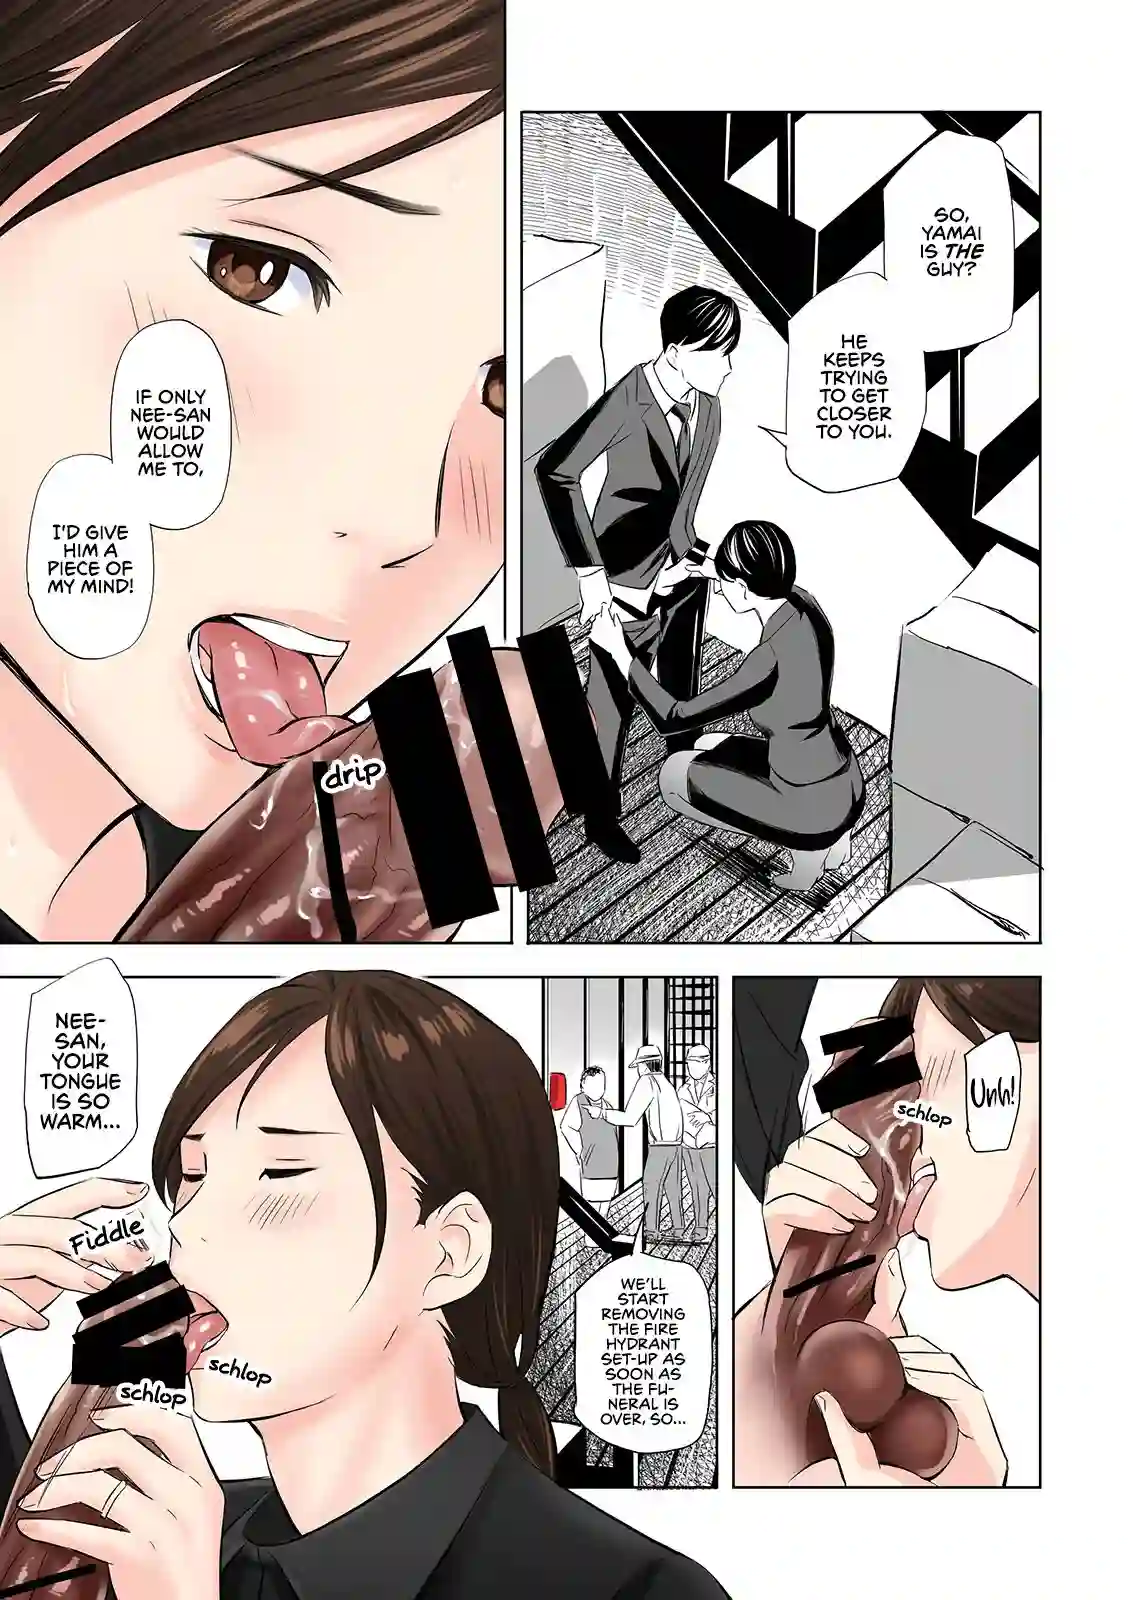 SO,
YAMAI
IS THE
GUY?
HE
KEEPS
TRYING
TO GET
CLOSER
TO YOU.
IF ONLY
NEE-SAN
WOULD
ALLOW
ME TO,
I'D GIVE
HIM A
PIECE OF
MY MIND!
drip
Unh!
schlop
WE'LL
START
REMOVING
THE FIRE
HYDRANT
SET-UP AS
SOON AS
THE FU-
NERAL IS
OVER, SO...
NEE-
SAN,
YOUR
TONGUE
IS SO
WARM...
Fiddle
schlop
schlop